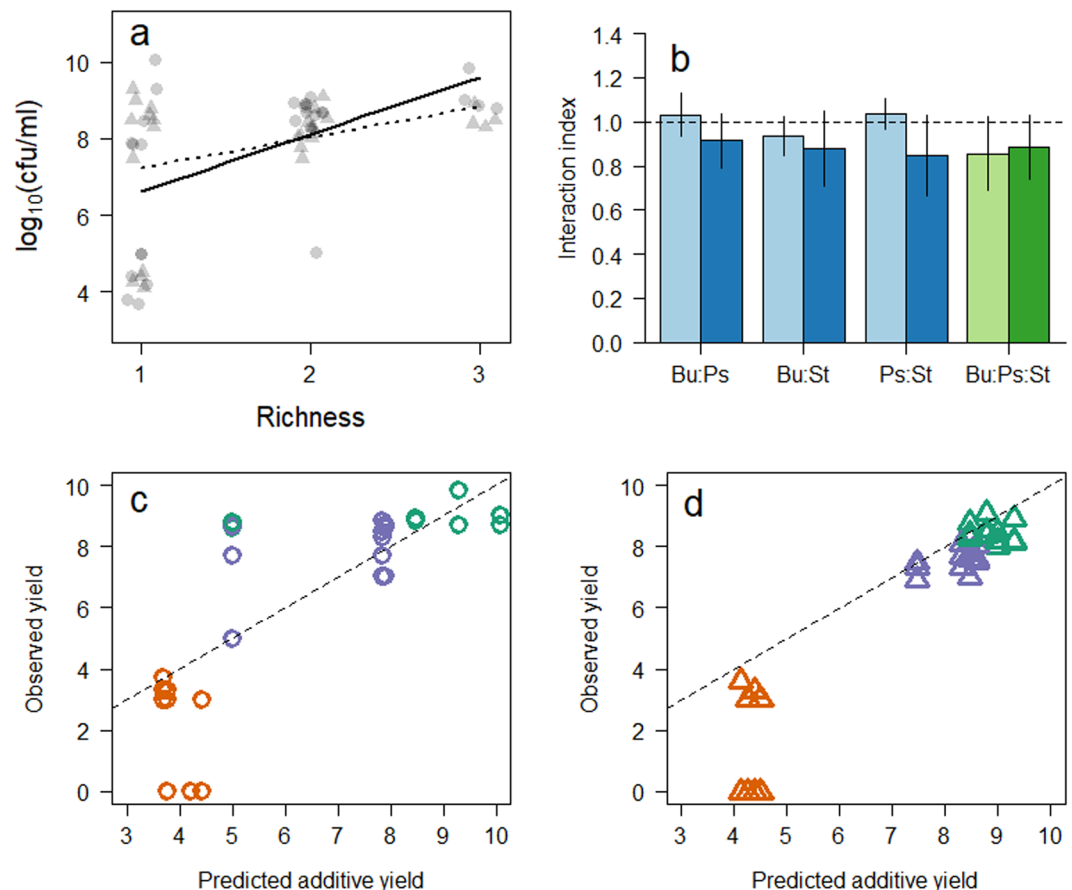 a
10
8
6
4
log10(cfu/ml)
1 2 3
Richness
b
1.4
1.2
1.0
0.8
0.6
0.4
0.2
0.0
Interaction index
Bu:Ps Bu:St Ps:St Bu:Ps:St
c
10
8
6
4
2
0
Observed yield
3 4 5 6 7 8 9 10
Predicted additive yield
d
10
8
6
4
2
0
Observed yield
3 4 5 6 7 8 9 10
Predicted additive yield